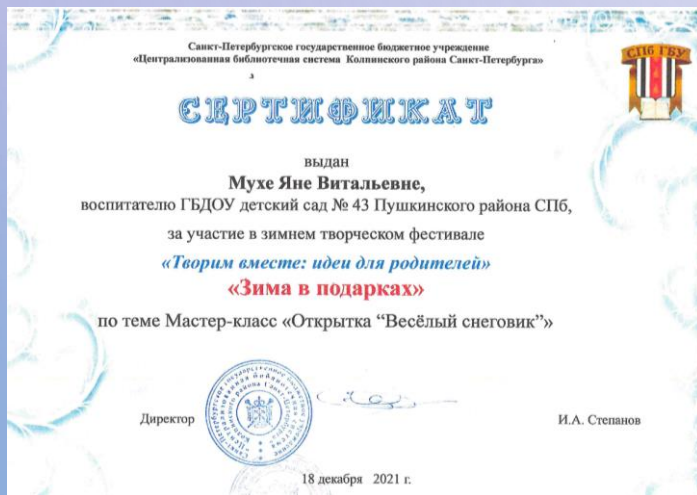 Санкт-Петербургское государственное бюджетное учреждение
«Централизованная библиотечная система Колпинского района Санкт-Петербурга»
СПб ГБУ
СЕРТИФИКАТ
выдан
Мухе Яне Витальевне,
воспитателю ГБДОУ детский сад № 43 Пушкинского района СПб,
за участие в зимнем творческом фестивале
«Творим вместе: идеи для родителей»
«Зима в подарках»
по теме Мастер-класс «Открытка “Весёлый снеговик”»
Директор
И.А. Степанов
18 декабря 2021 г.